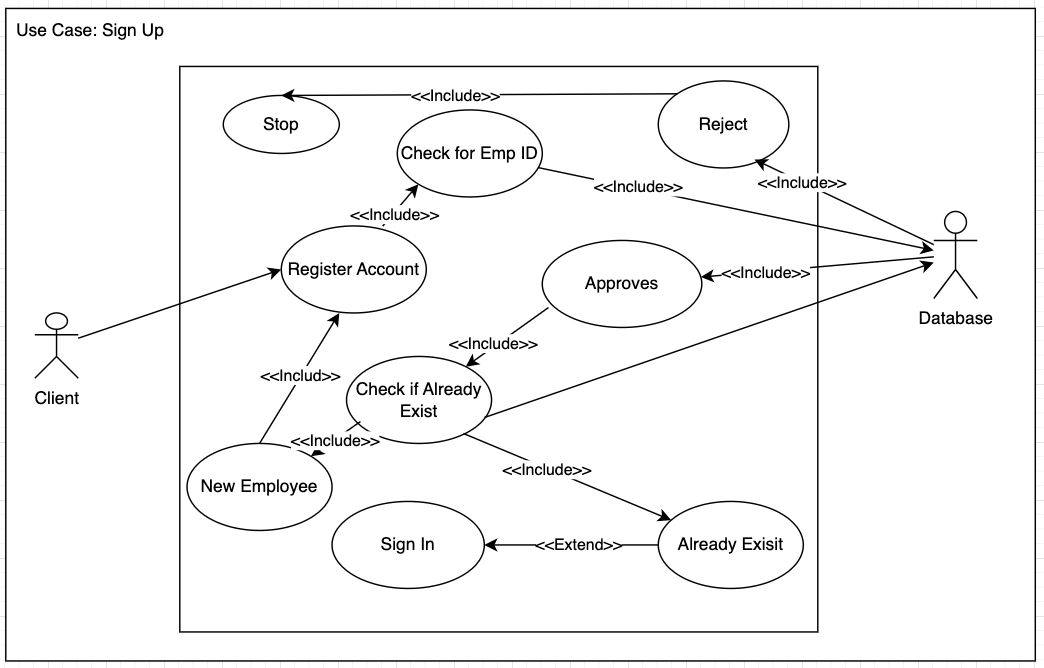 Use Case: Sign Up
<<Include>>
Stop
Reject
Check for Emp ID
<<Include>>
<<Include>>
<<Include>>
Register Account
Approves
<<Include>>
Database
<<Include>>
Client
<<Includ>>
Check if Already
Exist
<<Include>>
<<Include>>
New Employee
Sign In
<<Extend>>
Already Exisit